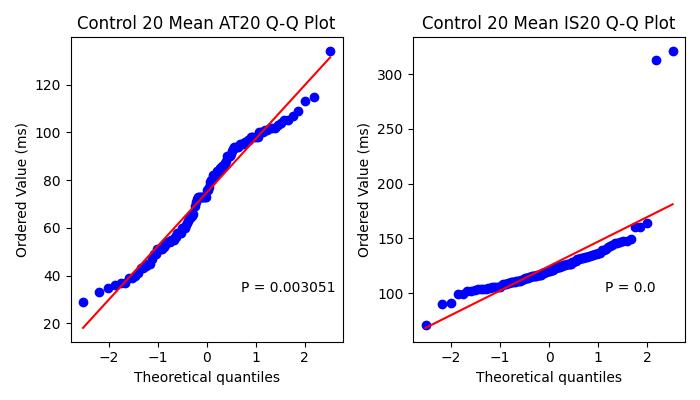 Control 20 Mean AT20 Q-Q Plot
Ordered Value (ms)
120
100
80
60
40
20
P = 0.003051
−2 −1 0 1 2
Theoretical quantiles
Control 20 Mean IS20 Q-Q Plot
Ordered Value (ms)
300
250
200
150
100
P = 0.0
−2 −1 0 1 2
Theoretical quantiles